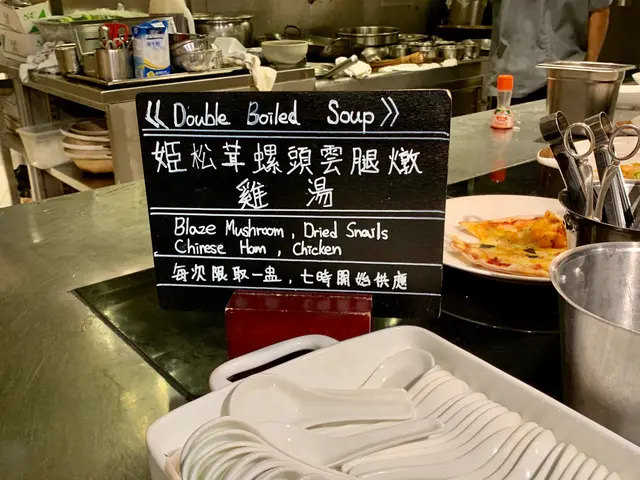 《Double Boiled Soup》
姬松茸螺頭雲腿燉
雞湯
Blaze Mushroom, Dried Snails
Chinese Ham, Chicken
每次限取一盅,七時開始供應